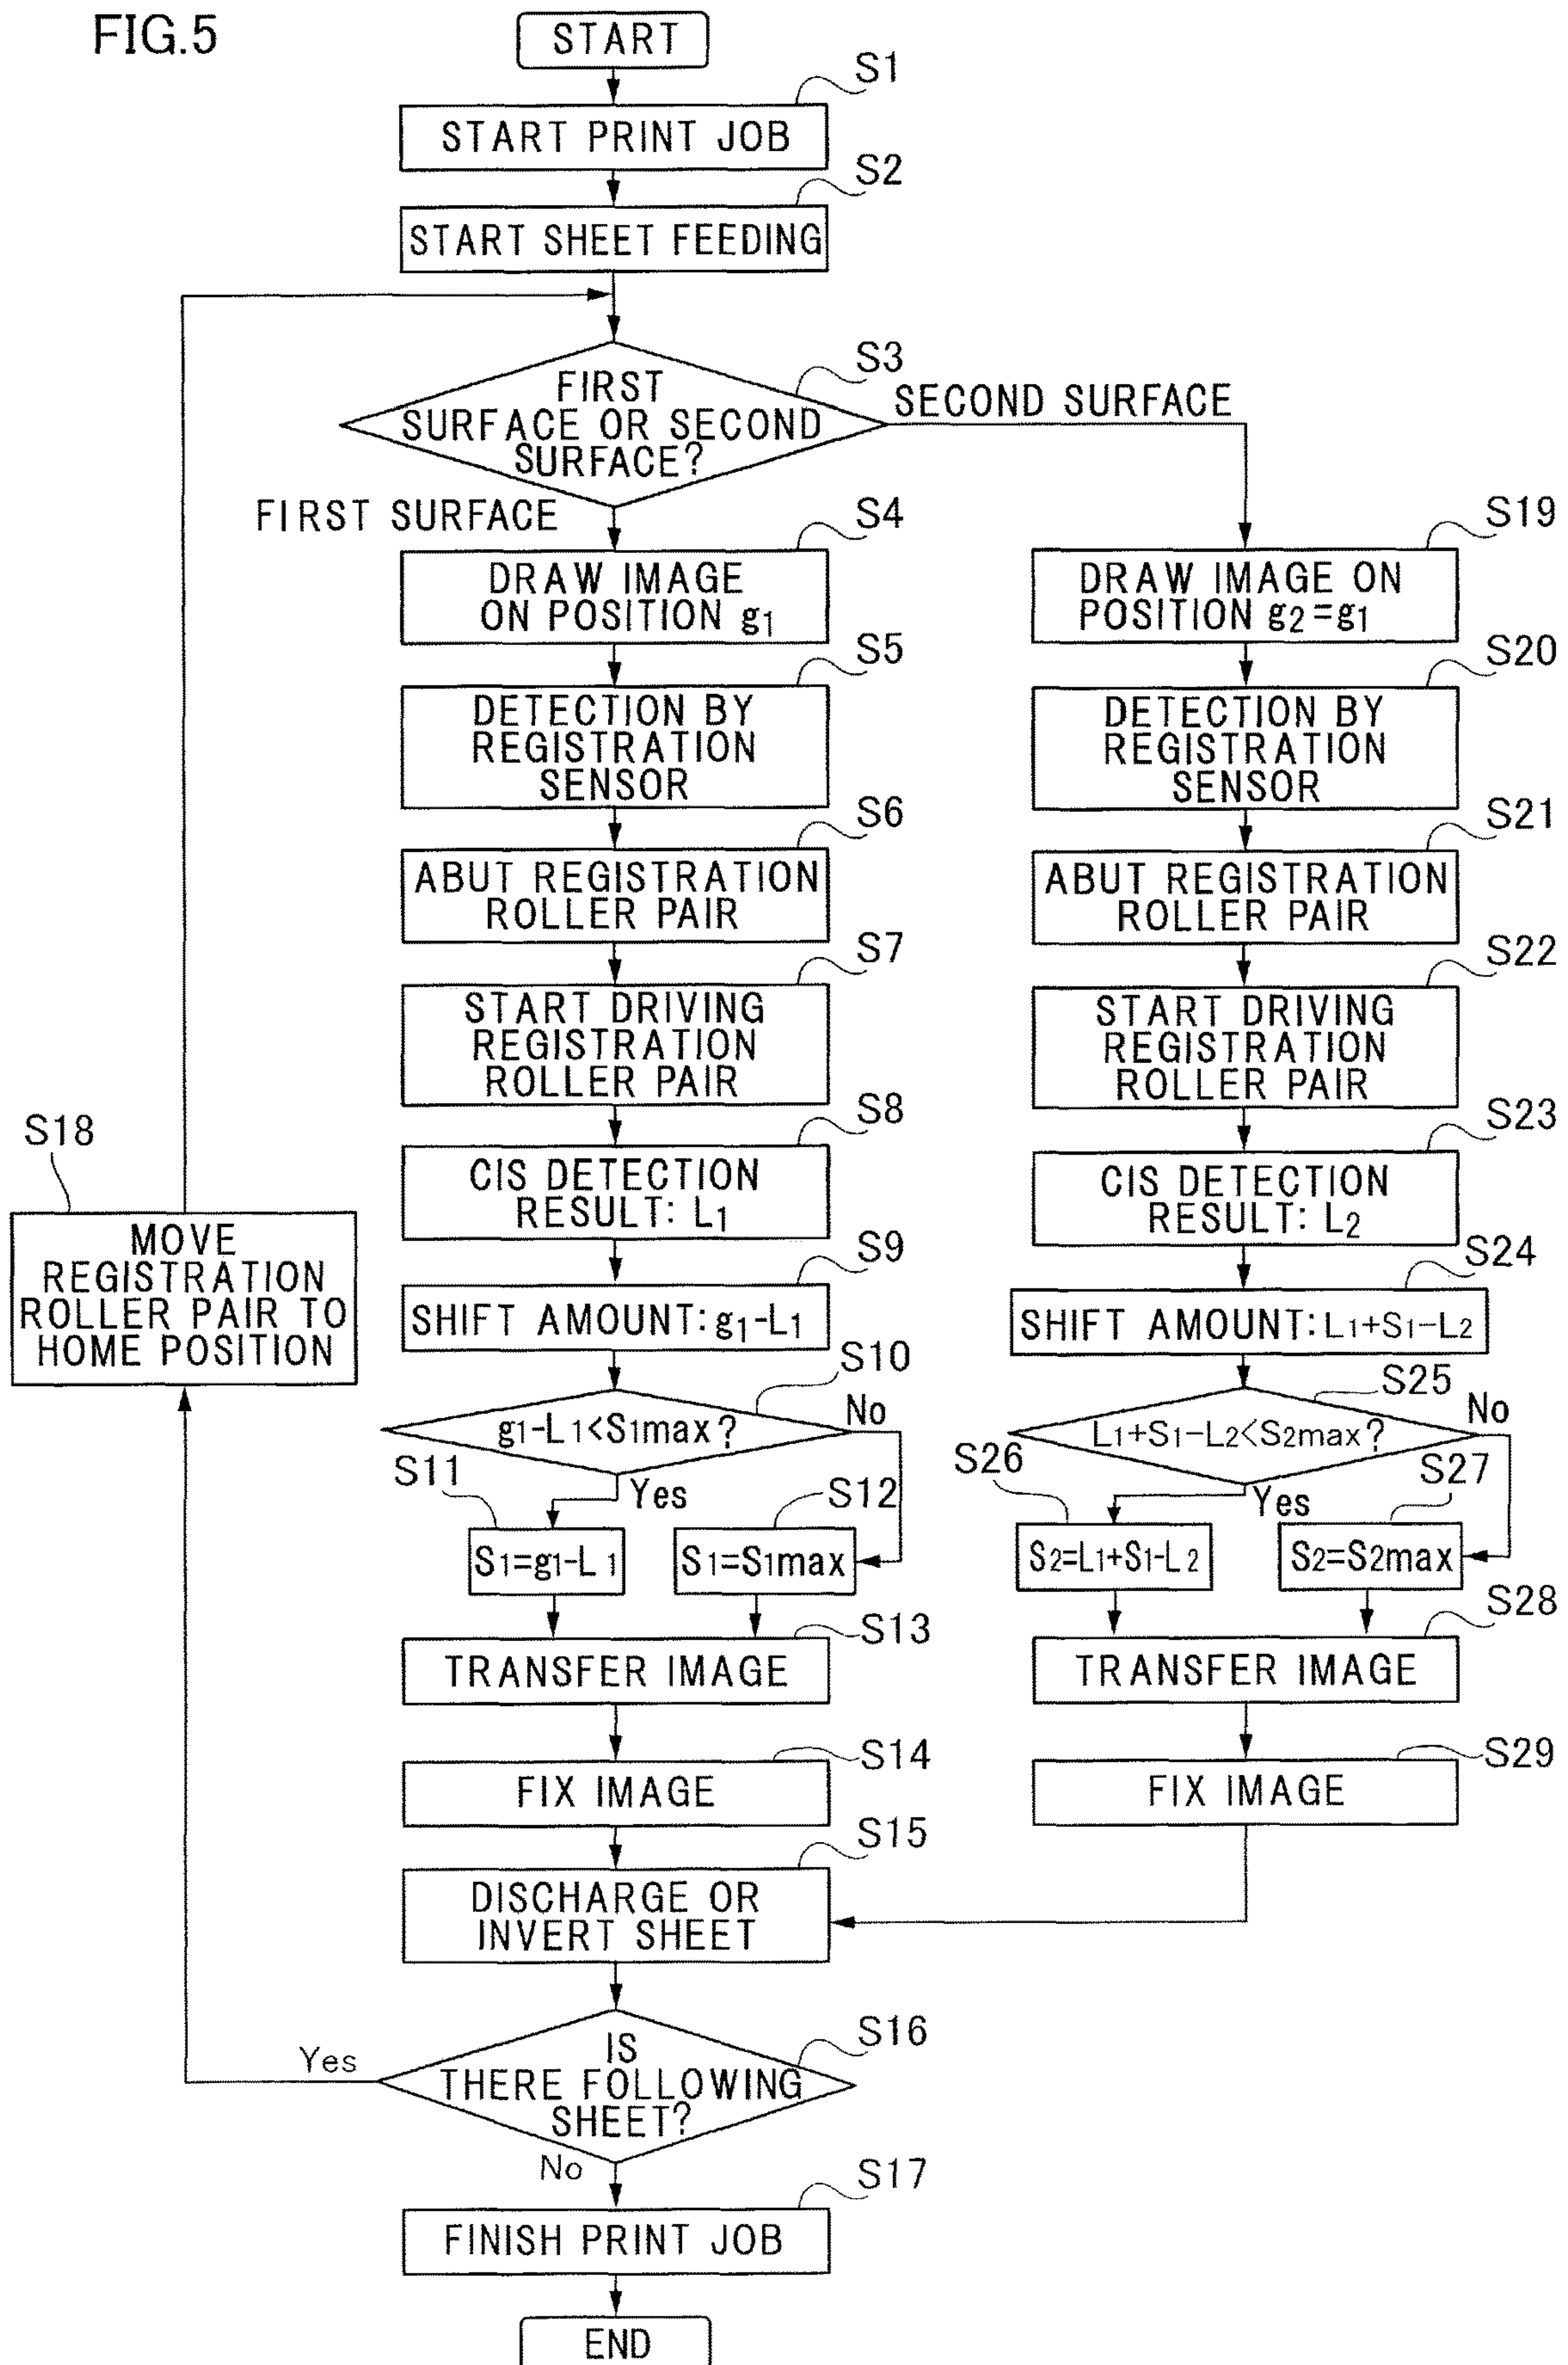 FIG.5
START
S1
START PRINT JOB
S2
START SHEET FEEDING
S3
FIRST
SURFACE OR SECOND
SURFACE?
SECOND SURFACE
FIRST SURFACE
S4
DRAW IMAGE
ON POSITION g1
S5
DETECTION BY
REGISTRATION
SENSOR
S6
ABUT REGISTRATION
ROLLER PAIR
S7
START DRIVING
REGISTRATION
ROLLER PAIR
S8
CIS DETECTION
RESULT: L1
S9
SHIFT AMOUNT: g1-L1
S10
g1-L1<S1max?
No
S11
Yes
S12
S1=g1-L1
S1=S1max
S13
TRANSFER IMAGE
S14
FIX IMAGE
S15
DISCHARGE OR
INVERT SHEET
S16
IS
THERE FOLLOWING
SHEET?
Yes
No
S17
FINISH PRINT JOB
END
S18
MOVE
REGISTRATION
ROLLER PAIR TO
HOME POSITION
S19
DRAW IMAGE ON
POSITION g2=g1
S20
DETECTION BY
REGISTRATION
SENSOR
S21
ABUT REGISTRATION
ROLLER PAIR
S22
START DRIVING
REGISTRATION
ROLLER PAIR
S23
CIS DETECTION
RESULT: L2
S24
SHIFT AMOUNT: L1+S1-L2
S25
L1+S1-L2<S2max?
No
S26
Yes
S27
S2=L1+S1-L2
S2=S2max
S28
TRANSFER IMAGE
S29
FIX IMAGE